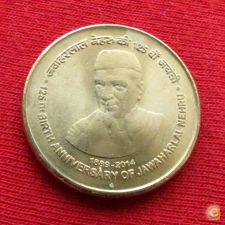 जवाहरलाल नेहरू की 125 वीं जयंती
125th BIRTH ANNIVERSARY OF JAWAHARLAL NEHRU
1889-2014